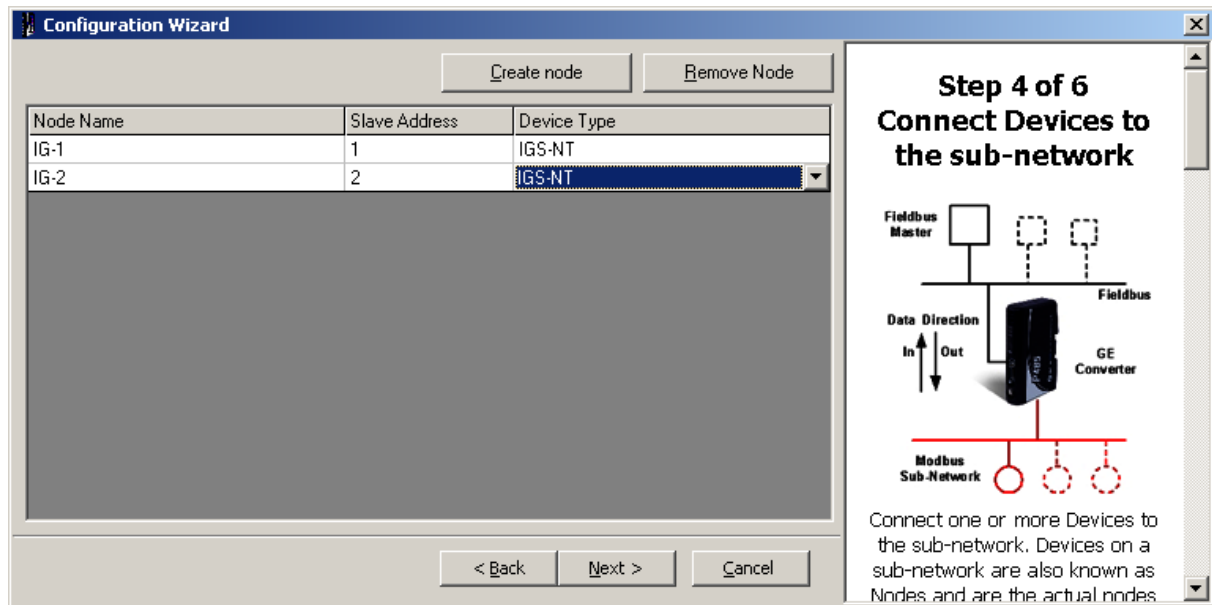 Configuration Wizard
Create node
Remove Node
Node Name
Slave Address
Device Type
IG-1
1
IGS-NT
IG-2
2
IGS-NT
< Back
Next >
Cancel
Step 4 of 6
Connect Devices to
the sub-network
Fieldbus
Master
Fieldbus
Data Direction
In
Out
P485
GE
Converter
Modbus
Sub-Network
Connect one or more Devices to
the sub-network. Devices on a
sub-network are also known as
Nodes and are the actual nodes